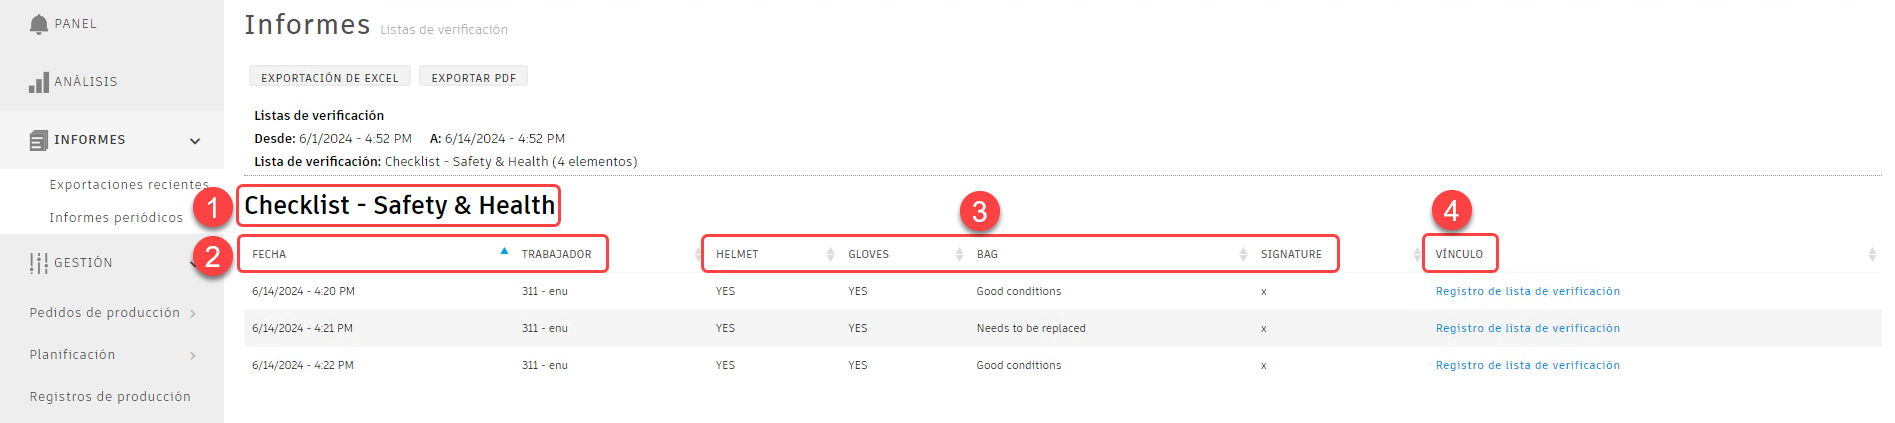 PANEL
ANÁLISIS
INFORMES
Exportaciones recientes
Informes periódicos
GESTIÓN
Pedidos de producción
Planificación
Registros de producción
Informes Listas de verificación
EXPORTACIÓN DE EXCEL EXPORTAR PDF
Listas de verificación
Desde: 6/1/2024 - 4:52 PM A: 6/14/2024 - 4:52 PM
Lista de verificación: Checklist - Safety & Health (4 elementos)
1 Checklist - Safety & Health 3 4
2 FECHA TRABAJADOR HELMET GLOVES BAG SIGNATURE VÍNCULO
6/14/2024 - 4:20 PM 311 - enu YES YES Good conditions x Registro de lista de verificación
6/14/2024 - 4:21 PM 311 - enu YES YES Needs to be replaced x Registro de lista de verificación
6/14/2024 - 4:22 PM 311 - enu YES YES Good conditions x Registro de lista de verificación